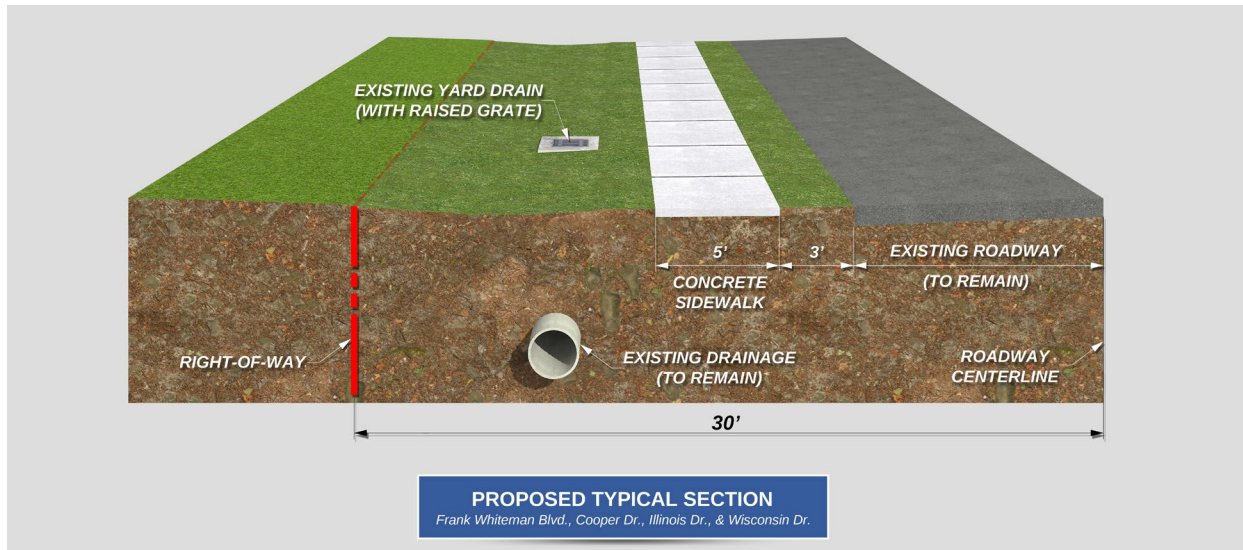 EXISTING YARD DRAIN
(WITH RAISED GRATE)
5'
3'
EXISTING ROADWAY
(TO REMAIN)
CONCRETE
SIDEWALK
RIGHT-OF-WAY
EXISTING DRAINAGE
(TO REMAIN)
ROADWAY
CENTERLINE
30'
PROPOSED TYPICAL SECTION
Frank Whiteman Blvd., Cooper Dr., Illinois Dr., & Wisconsin Dr.